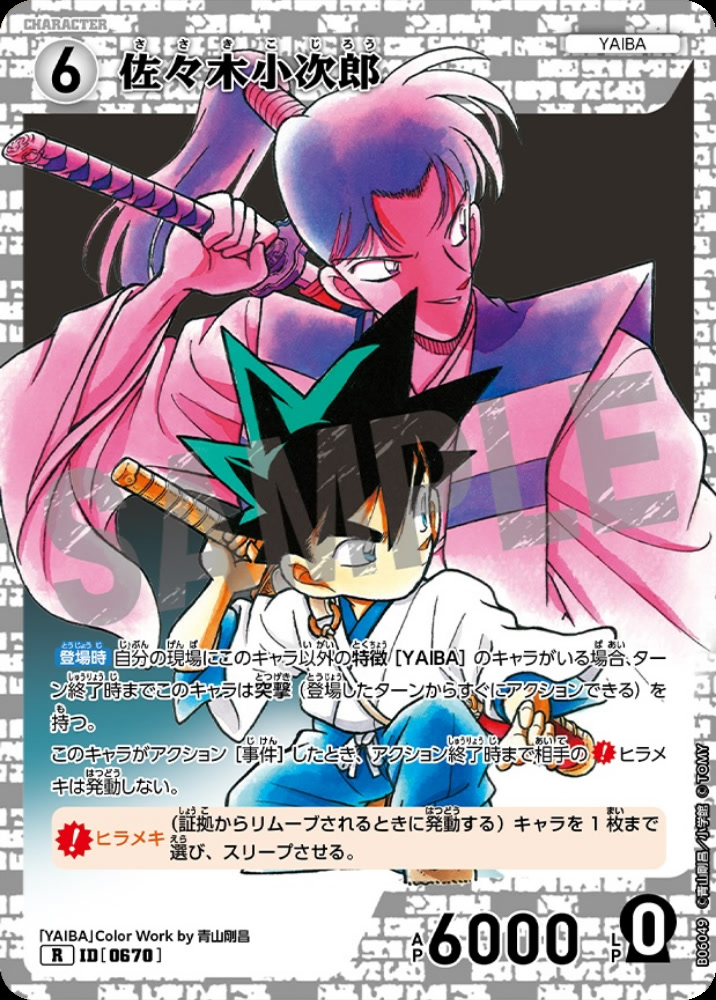 CHARACTER
6
佐々木小次郎
ささきこじろう
YAIBA
SAMPLE
登場時 自分の現場にこのキャラ以外の特徴［YAIBA］のキャラがいる場合、ター
ン終了時までこのキャラは突撃（登場したターンからすぐにアクションできる）を
持つ。
このキャラがアクション［事件］したとき、アクション終了時まで相手の ヒラメ
キは発動しない。
ヒラメキ （証拠からリムーブされるときに発動する）キャラを1枚まで
選び、スリープさせる。
「YAIBA」Color Work by 青山剛昌
R ID[0670]
AP 6000
LP 0
B06049 ©青山剛昌／小学館 ©TOMY